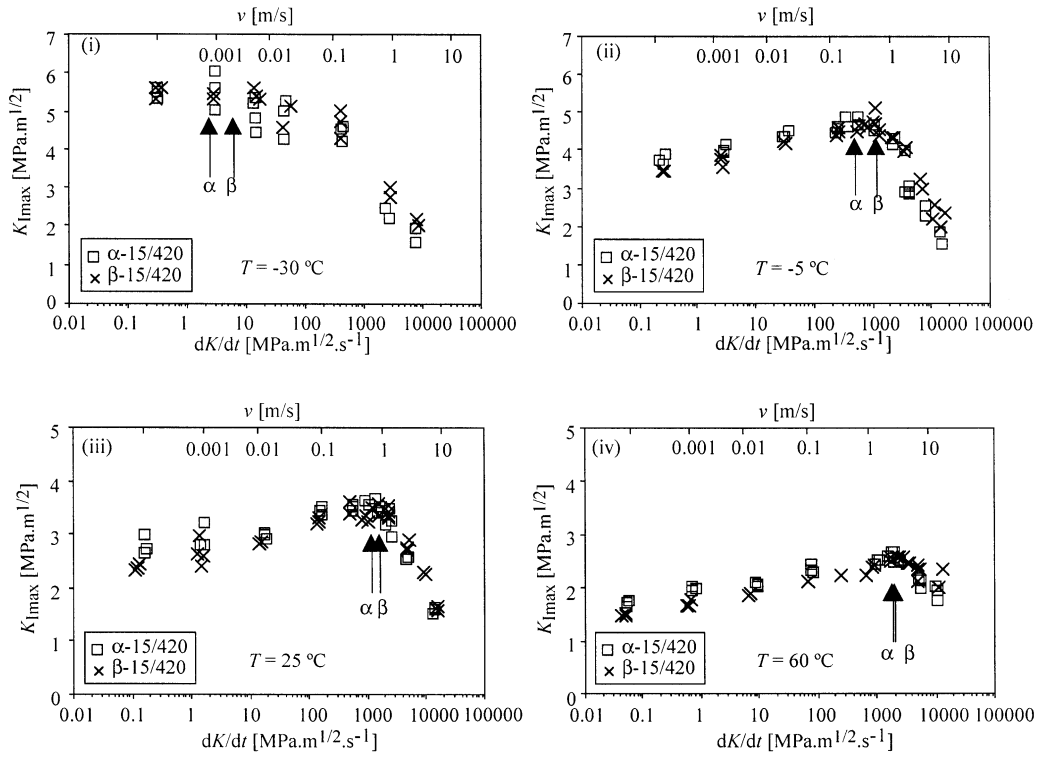 v [m/s]
(i)
0.001 0.01 0.1 1 10
7
6
5
4
3
2
1
0
K_Imax [MPa.m^1/2]
α β
α-15/420
β-15/420
T = -30 ºC
0.01 0.1 1 10 100 1000 10000 100000
dK/dt [MPa.m^1/2.s^-1]
v [m/s]
(ii)
0.001 0.01 0.1 1 10
7
6
5
4
3
2
1
0
K_Imax [MPa.m^1/2]
α β
α-15/420
β-15/420
T = -5 ºC
0.01 0.1 1 10 100 1000 10000 100000
dK/dt [MPa.m^1/2.s^-1]
v [m/s]
(iii)
0.001 0.01 0.1 1 10
5
4
3
2
1
0
K_Imax [MPa.m^1/2]
α β
α-15/420
β-15/420
T = 25 ºC
0.01 0.1 1 10 100 1000 10000 100000
dK/dt [MPa.m^1/2.s^-1]
v [m/s]
(iv)
0.001 0.01 0.1 1 10
5
4
3
2
1
0
K_Imax [MPa.m^1/2]
α β
α-15/420
β-15/420
T = 60 ºC
0.01 0.1 1 10 100 1000 10000 100000
dK/dt [MPa.m^1/2.s^-1]